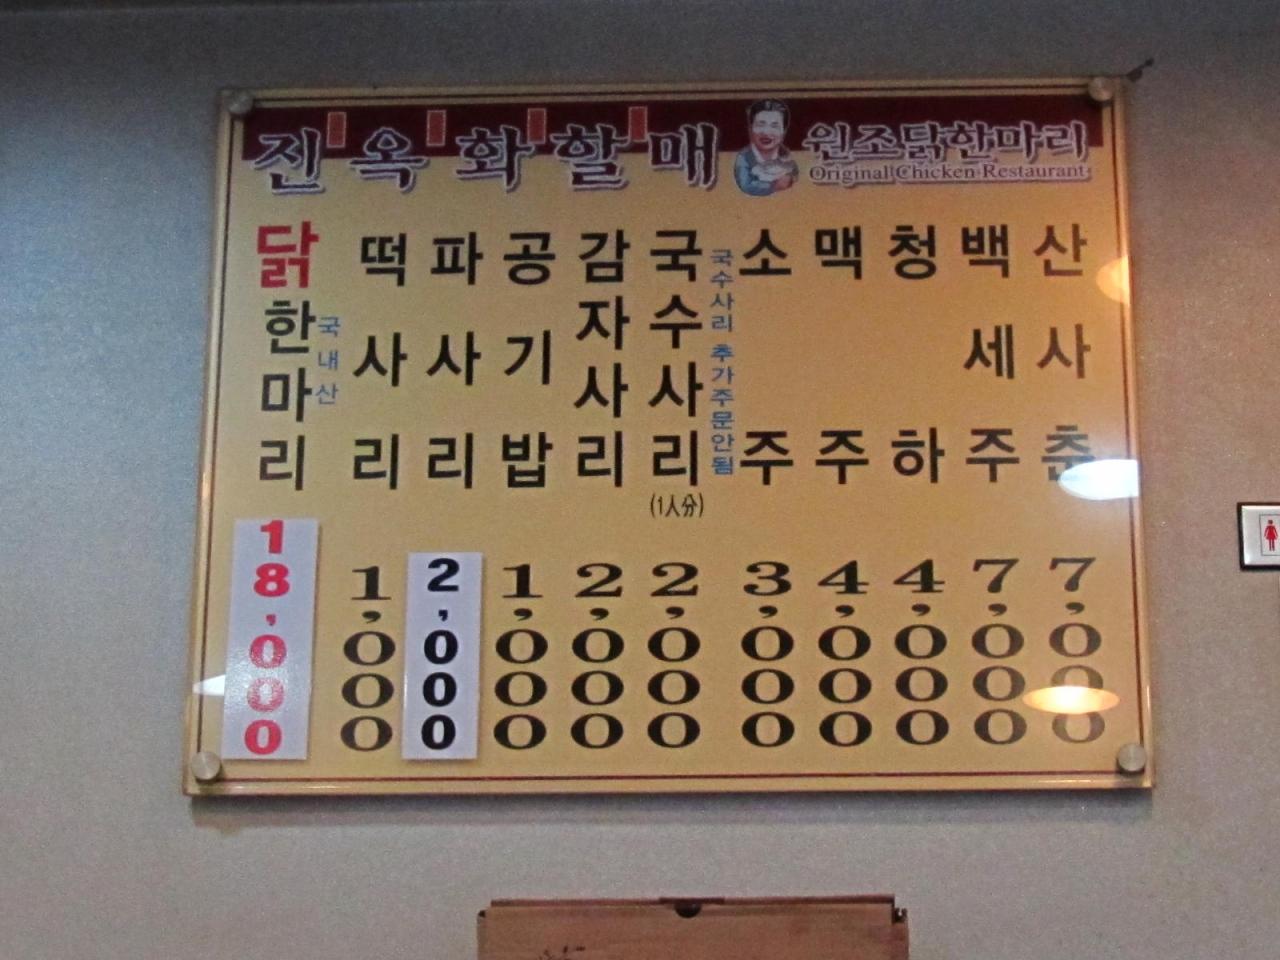 진옥화할매 원조닭한마리
Original Chicken Restaurant
닭한마리
국내산
18,000
떡사리
1,000
파사리
2,000
공기밥
1,000
감자사리
2,000
국수사리
(1人分)
국수사리 추가주문안됨
2,000
소주
3,000
맥주
4,000
청하
4,000
백세주
7,000
산사춘
7,000